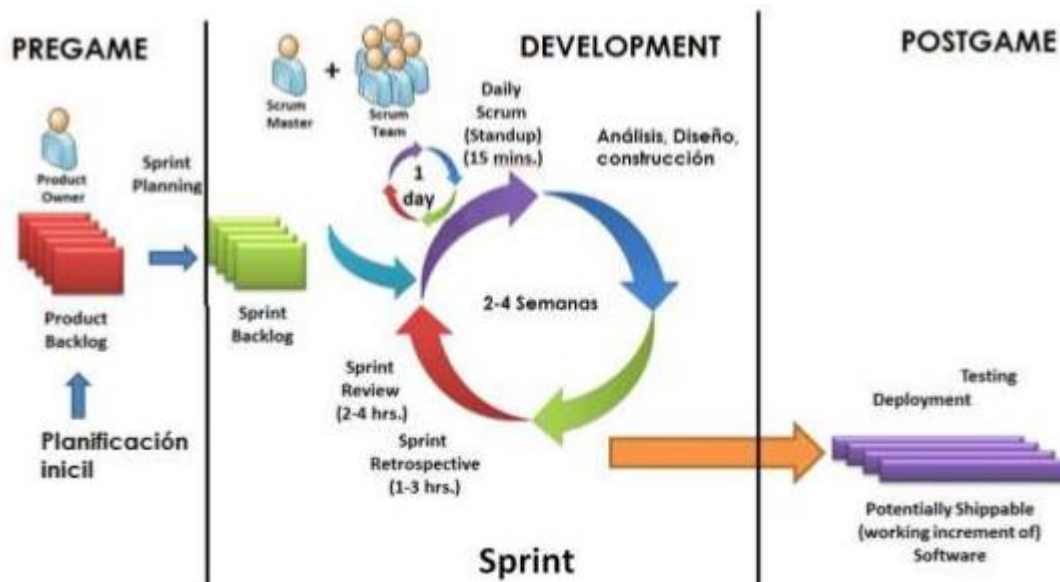 PREGAME
DEVELOPMENT
POSTGAME
Product
Owner
Sprint
Planning
Product
Backlog
Planificación
inicil
+
Scrum
Master
Scrum
Team
1
day
Daily
Scrum
(Standup)
(15 mins.)
Análisis, Diseño,
construcción
Sprint
Backlog
2-4 Semanas
Sprint
Review
(2-4 hrs.)
Sprint
Retrospective
(1-3 hrs.)
Sprint
Testing
Deployment
Potentially Shippable
(working increment of)
Software